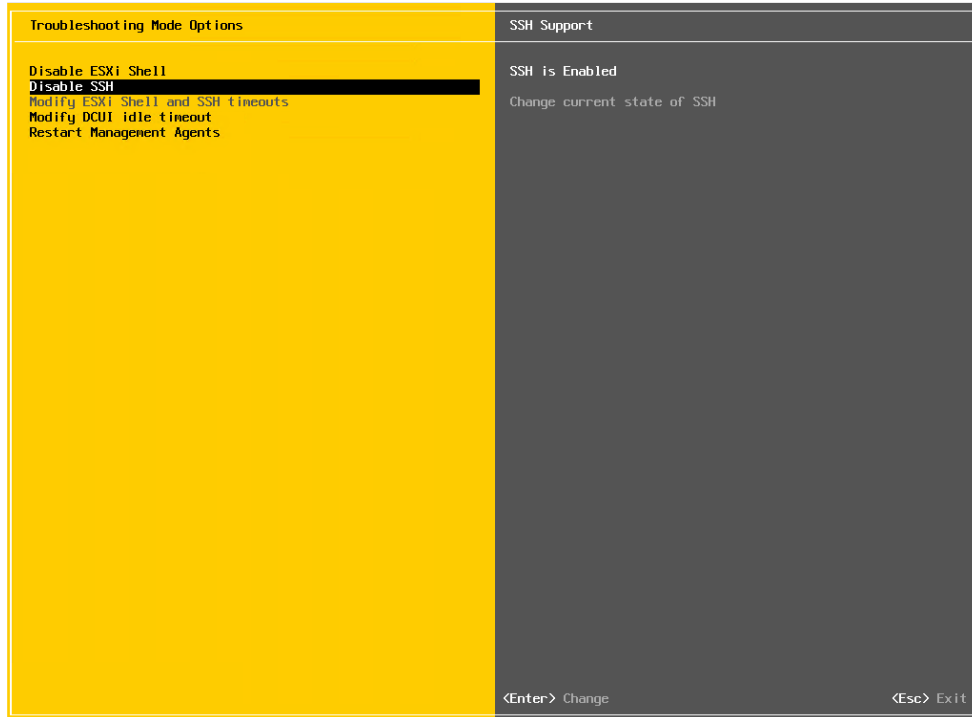 Troubleshooting Mode Options
Disable ESXi Shell
Disable SSH
Modify ESXi Shell and SSH timeouts
Modify DCUI idle timeout
Restart Management Agents
SSH Support
SSH is Enabled
Change current state of SSH
<Enter> Change
<Esc> Exit